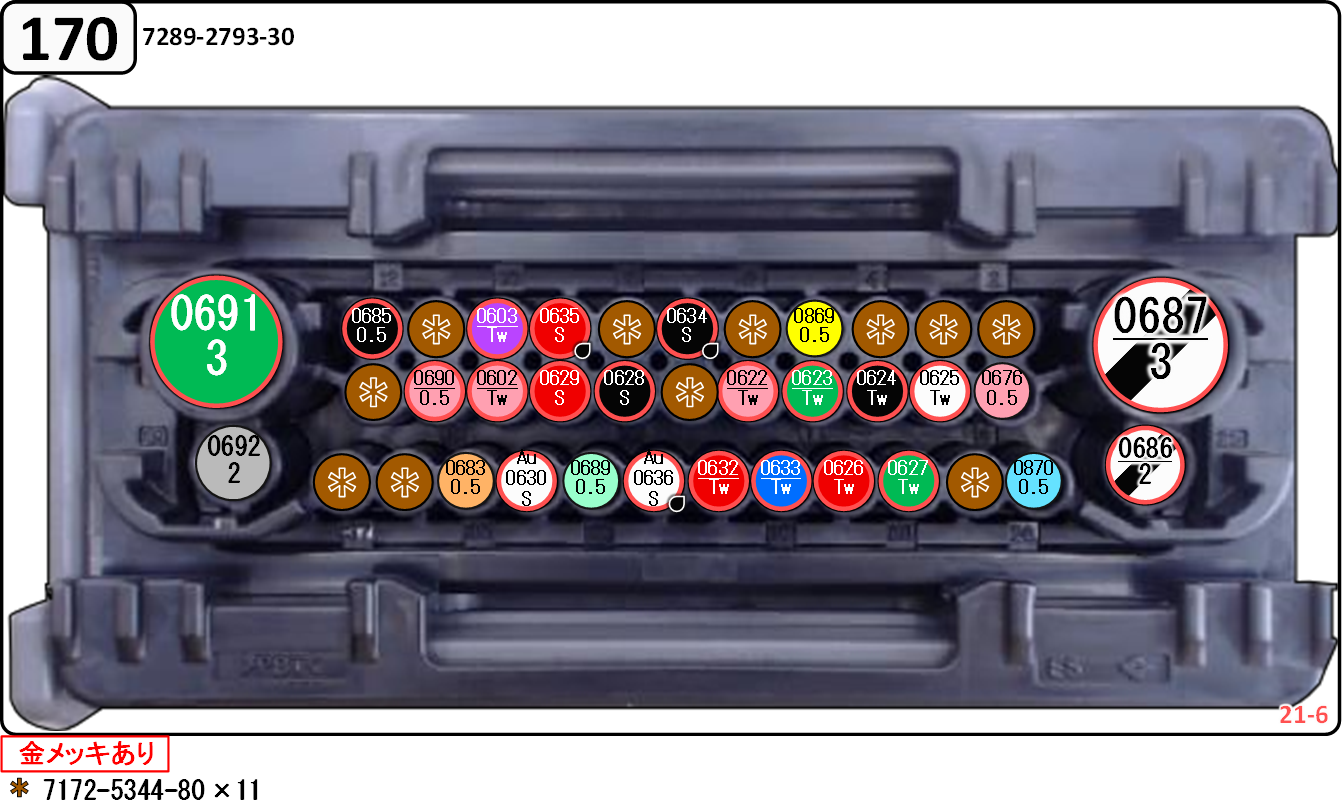 170
7289-2793-30
0691
3
0685
0.5
*
0603
Tw
0635
S
*
0634
S
*
0869
0.5
*
*
*
0687
3
*
0690
0.5
0602
Tw
0629
S
0628
S
*
0622
Tw
0623
Tw
0624
Tw
0625
Tw
0676
0.5
0692
2
*
*
0683
0.5
Au
0630
S
0689
0.5
Au
0636
S
0632
Tw
0633
Tw
0626
Tw
0627
Tw
*
0870
0.5
0686
2
21-6
金メッキあり
* 7172-5344-80 ×11